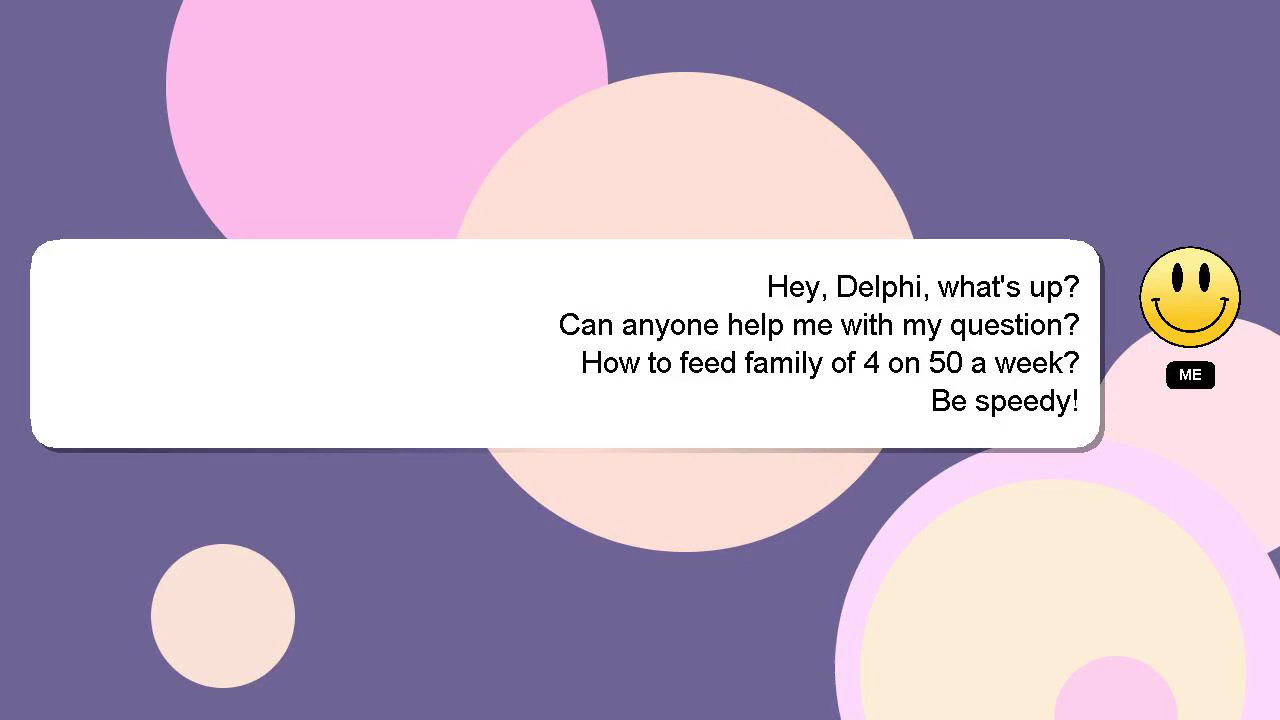 Hey, Delphi, what's up?
Can anyone help me with my question?
How to feed family of 4 on 50 a week?
Be speedy!
ME